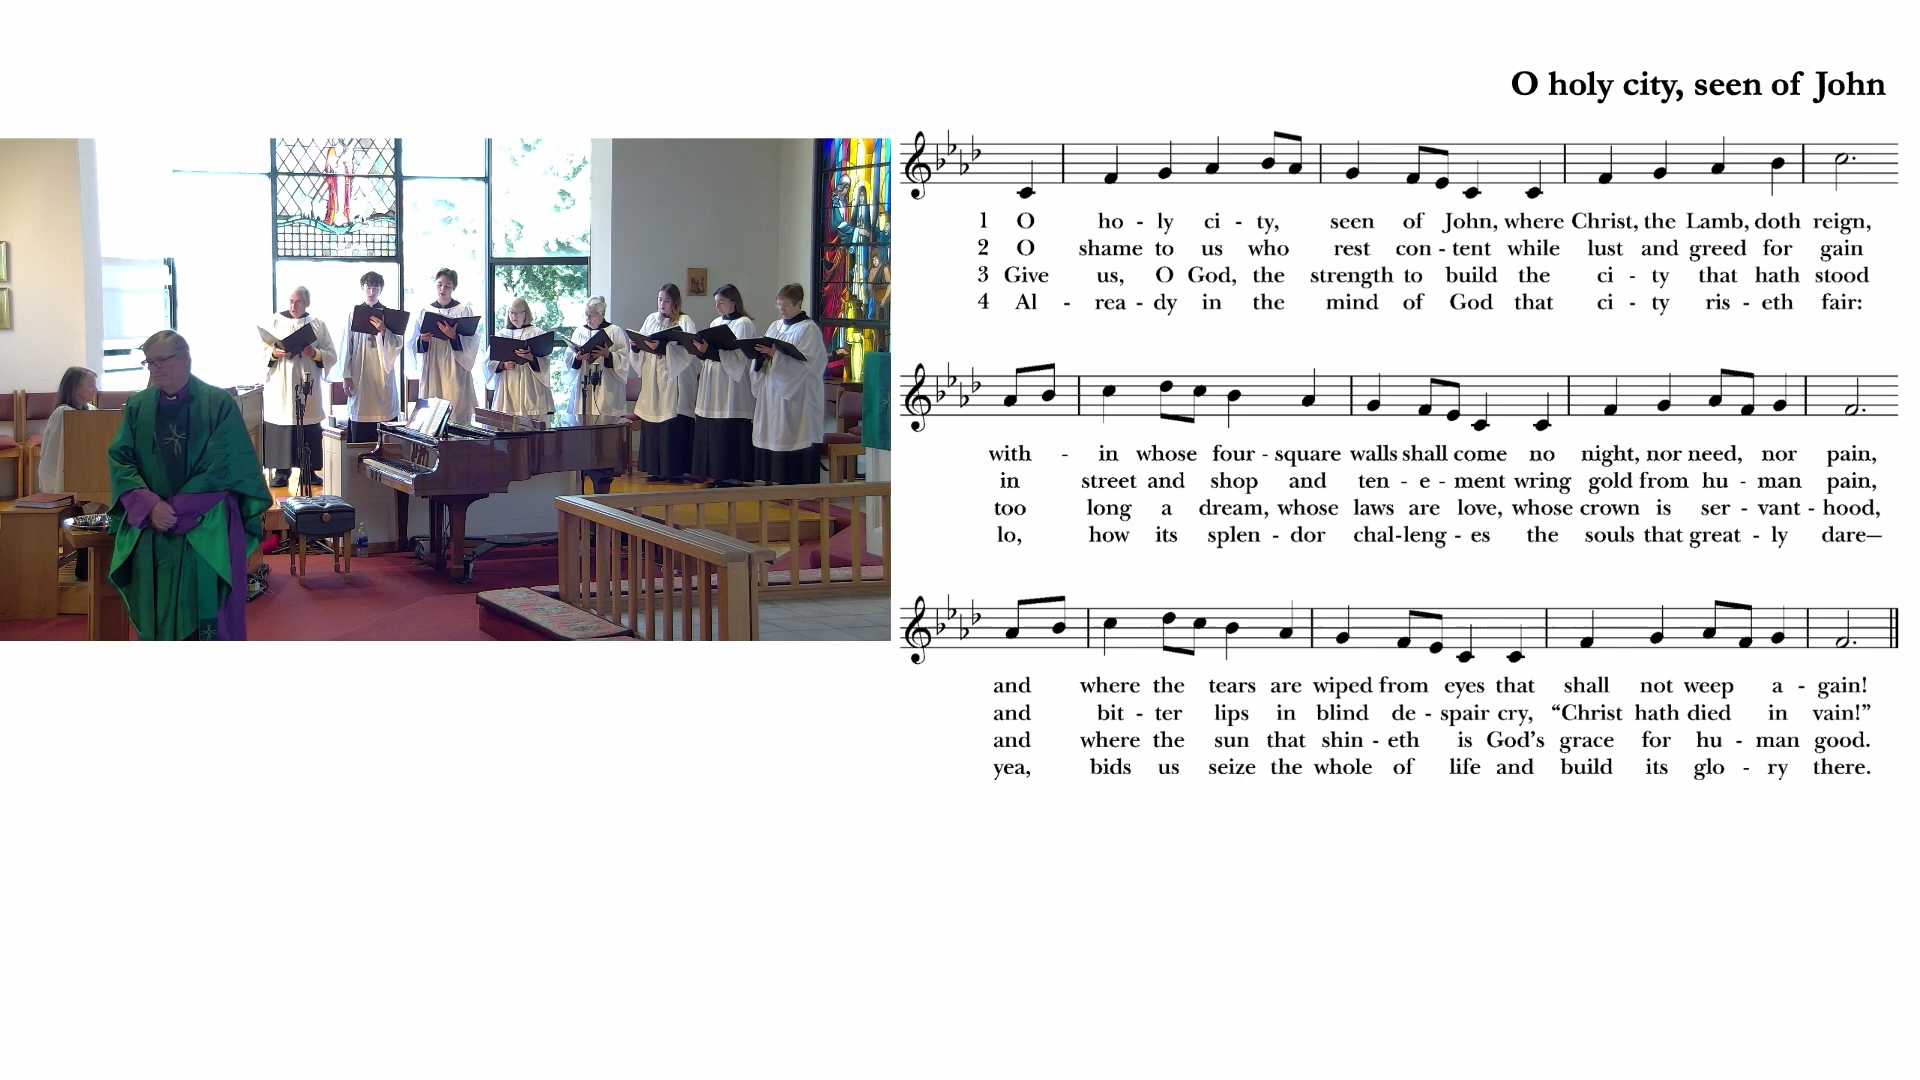 O holy city, seen of John
1 O ho - ly ci - ty, seen of John, where Christ, the Lamb, doth reign,
2 O shame to us who rest con - tent while lust and greed for gain
3 Give us, O God, the strength to build the ci - ty that hath stood
4 Al - rea - dy in the mind of God that ci - ty ris - eth fair:
with - in whose four - square walls shall come no night, nor need, nor pain,
in street and shop and ten - e - ment wring gold from hu - man pain,
too long a dream, whose laws are love, whose crown is ser - vant - hood,
lo, how its splen - dor chal-leng - es the souls that great - ly dare—
and where the tears are wiped from eyes that shall not weep a - gain!
and bit - ter lips in blind de - spair cry, “Christ hath died in vain!”
and where the sun that shin - eth is God’s grace for hu - man good.
yea, bids us seize the whole of life and build its glo - ry there.